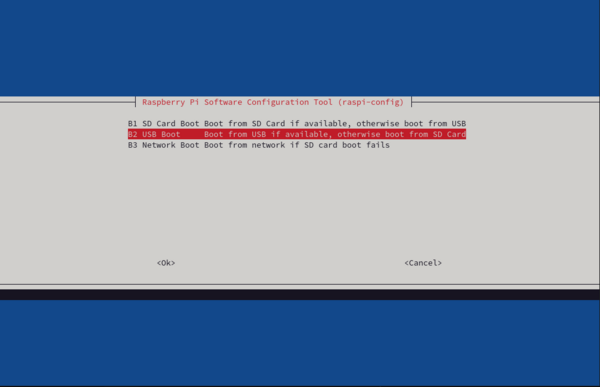 Raspberry Pi Software Configuration Tool (raspi-config)
B1 SD Card Boot Boot from SD Card if available, otherwise boot from USB
B2 USB Boot Boot from USB if available, otherwise boot from SD Card
B3 Network Boot Boot from network if SD card boot fails
<Ok> <Cancel>